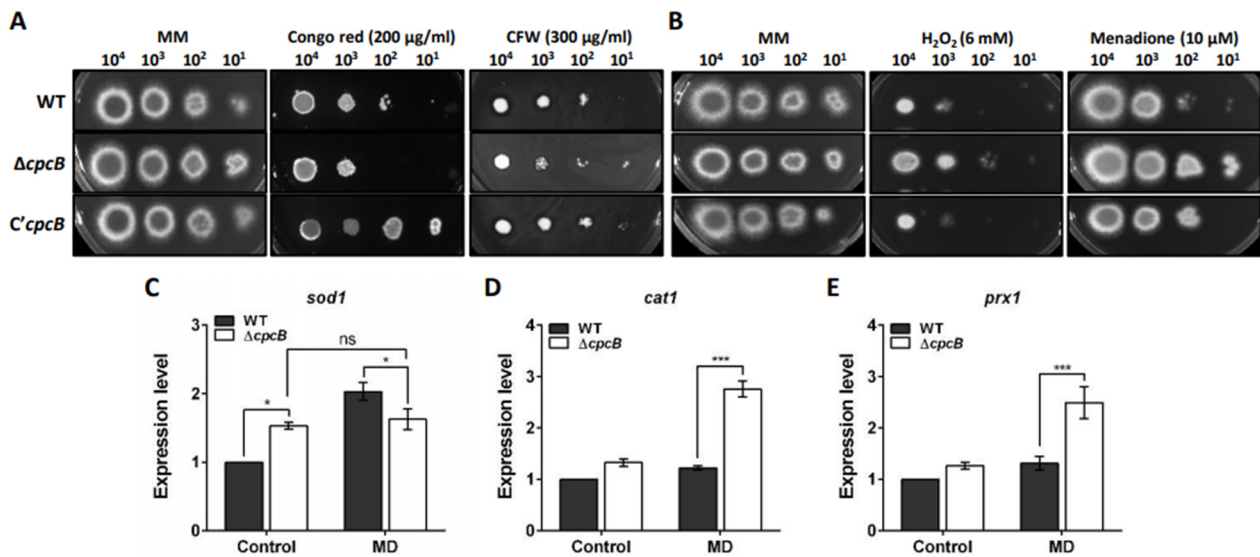 A
MM Congo red (200 µg/ml) CFW (300 µg/ml)
10⁴ 10³ 10² 10¹ 10⁴ 10³ 10² 10¹ 10⁴ 10³ 10² 10¹
WT
ΔcpcB
C'cpcB
B
MM H₂O₂ (6 mM) Menadione (10 µM)
10⁴ 10³ 10² 10¹ 10⁴ 10³ 10² 10¹ 10⁴ 10³ 10² 10¹
C
sod1
WT
ΔcpcB
ns
*
*
Expression level
3
2
1
0
Control MD
D
cat1
WT
ΔcpcB
***
Expression level
4
3
2
1
0
Control MD
E
prx1
WT
ΔcpcB
***
Expression level
4
3
2
1
0
Control MD